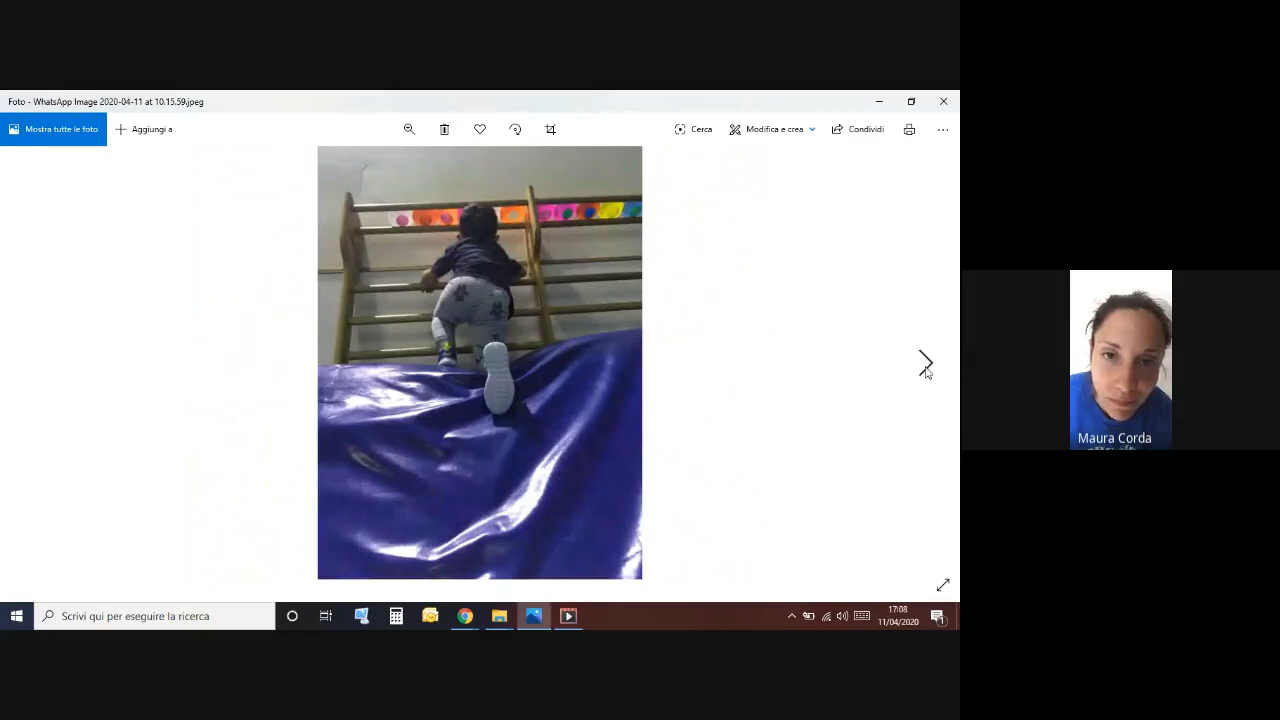 Foto - WhatsApp Image 2020-04-11 at 10.15.59.jpeg
Mostra tutte le foto
Aggiungi a
Cerca
Modifica e crea
Condividi
Maura Corda
Scrivi qui per eseguire la ricerca
17:08
11/04/2020
1